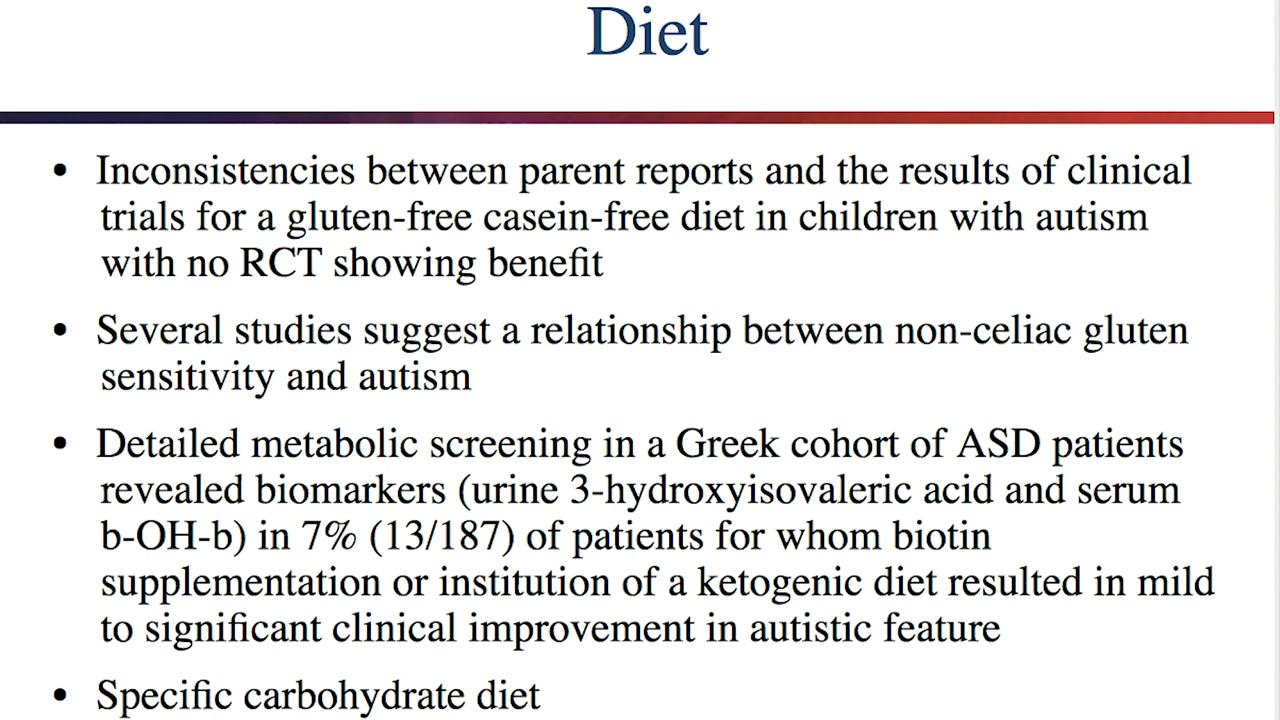 Diet
• Inconsistencies between parent reports and the results of clinical
trials for a gluten-free casein-free diet in children with autism
with no RCT showing benefit
• Several studies suggest a relationship between non-celiac gluten
sensitivity and autism
• Detailed metabolic screening in a Greek cohort of ASD patients
revealed biomarkers (urine 3-hydroxyisovaleric acid and serum
b-OH-b) in 7% (13/187) of patients for whom biotin
supplementation or institution of a ketogenic diet resulted in mild
to significant clinical improvement in autistic feature
• Specific carbohydrate diet